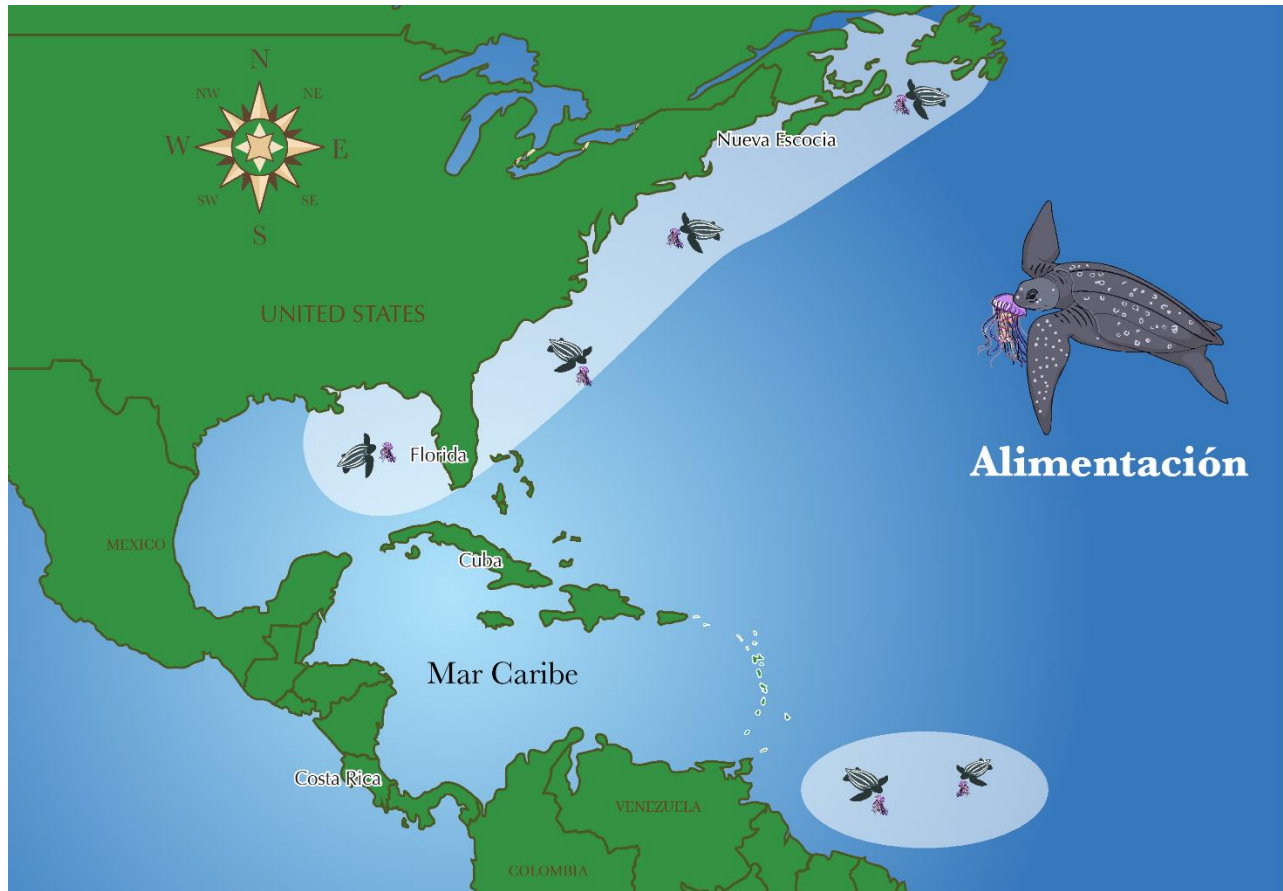 N
NW
NE
W
E
SW
SE
S
Nueva Escocia
UNITED STATES
Alimentación
Florida
MEXICO
Cuba
Mar Caribe
Costa Rica
VENEZUELA
COLOMBIA